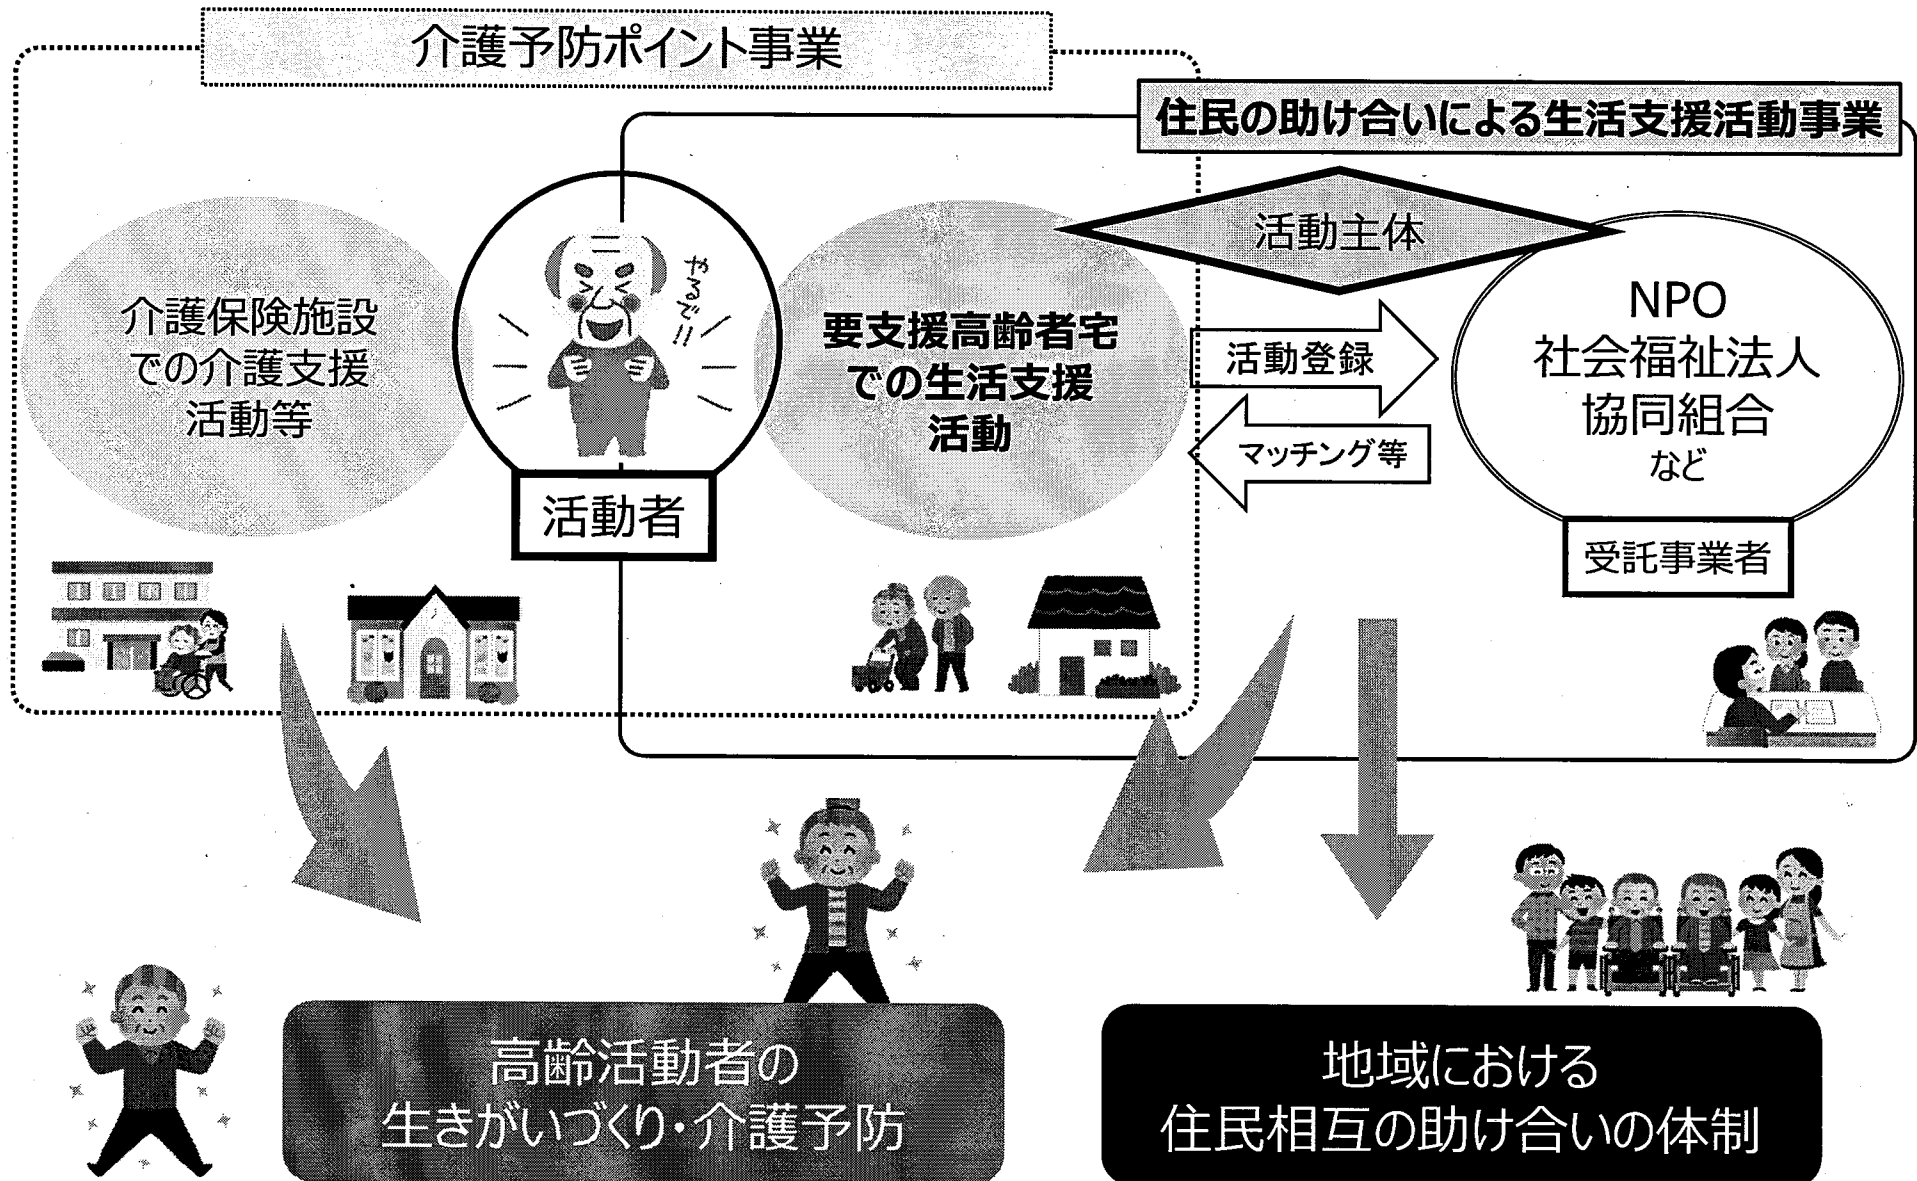 介護予防ポイント事業
住民の助け合いによる生活支援活動事業
介護保険施設
での介護支援
活動等
やるで!!
活動者
要支援高齢者宅
での生活支援
活動
活動主体
活動登録
マッチング等
NPO
社会福祉法人
協同組合
など
受託事業者
高齢活動者の
生きがいづくり・介護予防
地域における
住民相互の助け合いの体制